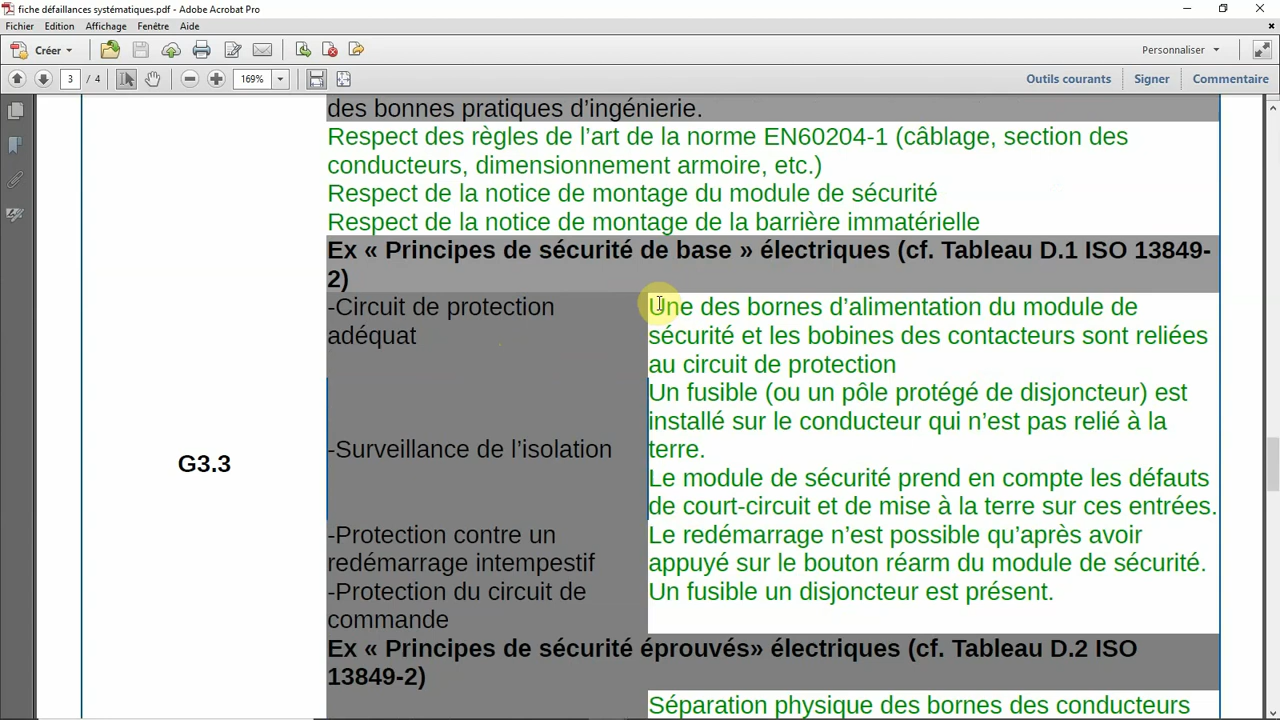 fiche défaillances systématiques.pdf - Adobe Acrobat Pro
Fichier Edition Affichage Fenêtre Aide
Créer
Personnaliser
3 / 4
169%
Outils courants
Signer
Commentaire
des bonnes pratiques d’ingénierie.
Respect des règles de l’art de la norme EN60204-1 (câblage, section des
conducteurs, dimensionnement armoire, etc.)
Respect de la notice de montage du module de sécurité
Respect de la notice de montage de la barrière immatérielle
Ex « Principes de sécurité de base » électriques (cf. Tableau D.1 ISO 13849-
2)
-Circuit de protection
adéquat
Une des bornes d’alimentation du module de
sécurité et les bobines des contacteurs sont reliées
au circuit de protection
G3.3
-Surveillance de l’isolation
Un fusible (ou un pôle protégé de disjoncteur) est
installé sur le conducteur qui n’est pas relié à la
terre.
Le module de sécurité prend en compte les défauts
de court-circuit et de mise à la terre sur ces entrées.
-Protection contre un
redémarrage intempestif
Le redémarrage n’est possible qu’après avoir
appuyé sur le bouton réarm du module de sécurité.
-Protection du circuit de
commande
Un fusible un disjoncteur est présent.
Ex « Principes de sécurité éprouvés» électriques (cf. Tableau D.2 ISO
13849-2)
Séparation physique des bornes des conducteurs